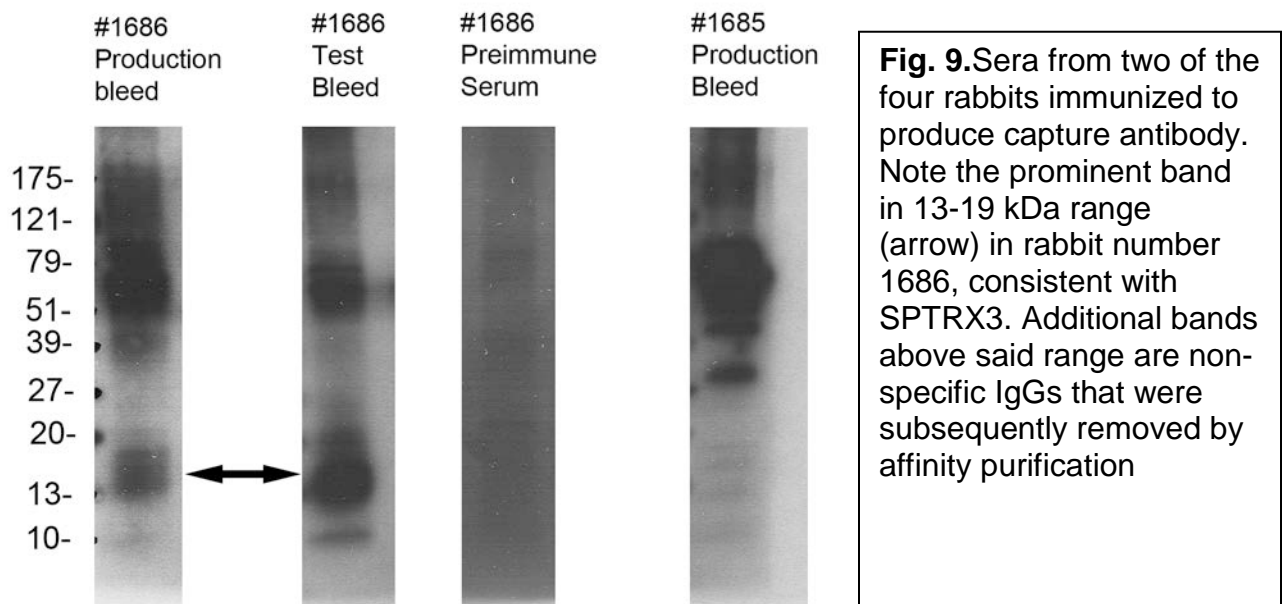 #1686
Production
bleed
#1686
Test
Bleed
#1686
Preimmune
Serum
#1685
Production
Bleed
175-
121-
79-
51-
39-
27-
20-
13-
10-
Fig. 9.Sera from two of the
four rabbits immunized to
produce capture antibody.
Note the prominent band
in 13-19 kDa range
(arrow) in rabbit number
1686, consistent with
SPTRX3. Additional bands
above said range are non-
specific IgGs that were
subsequently removed by
affinity purification